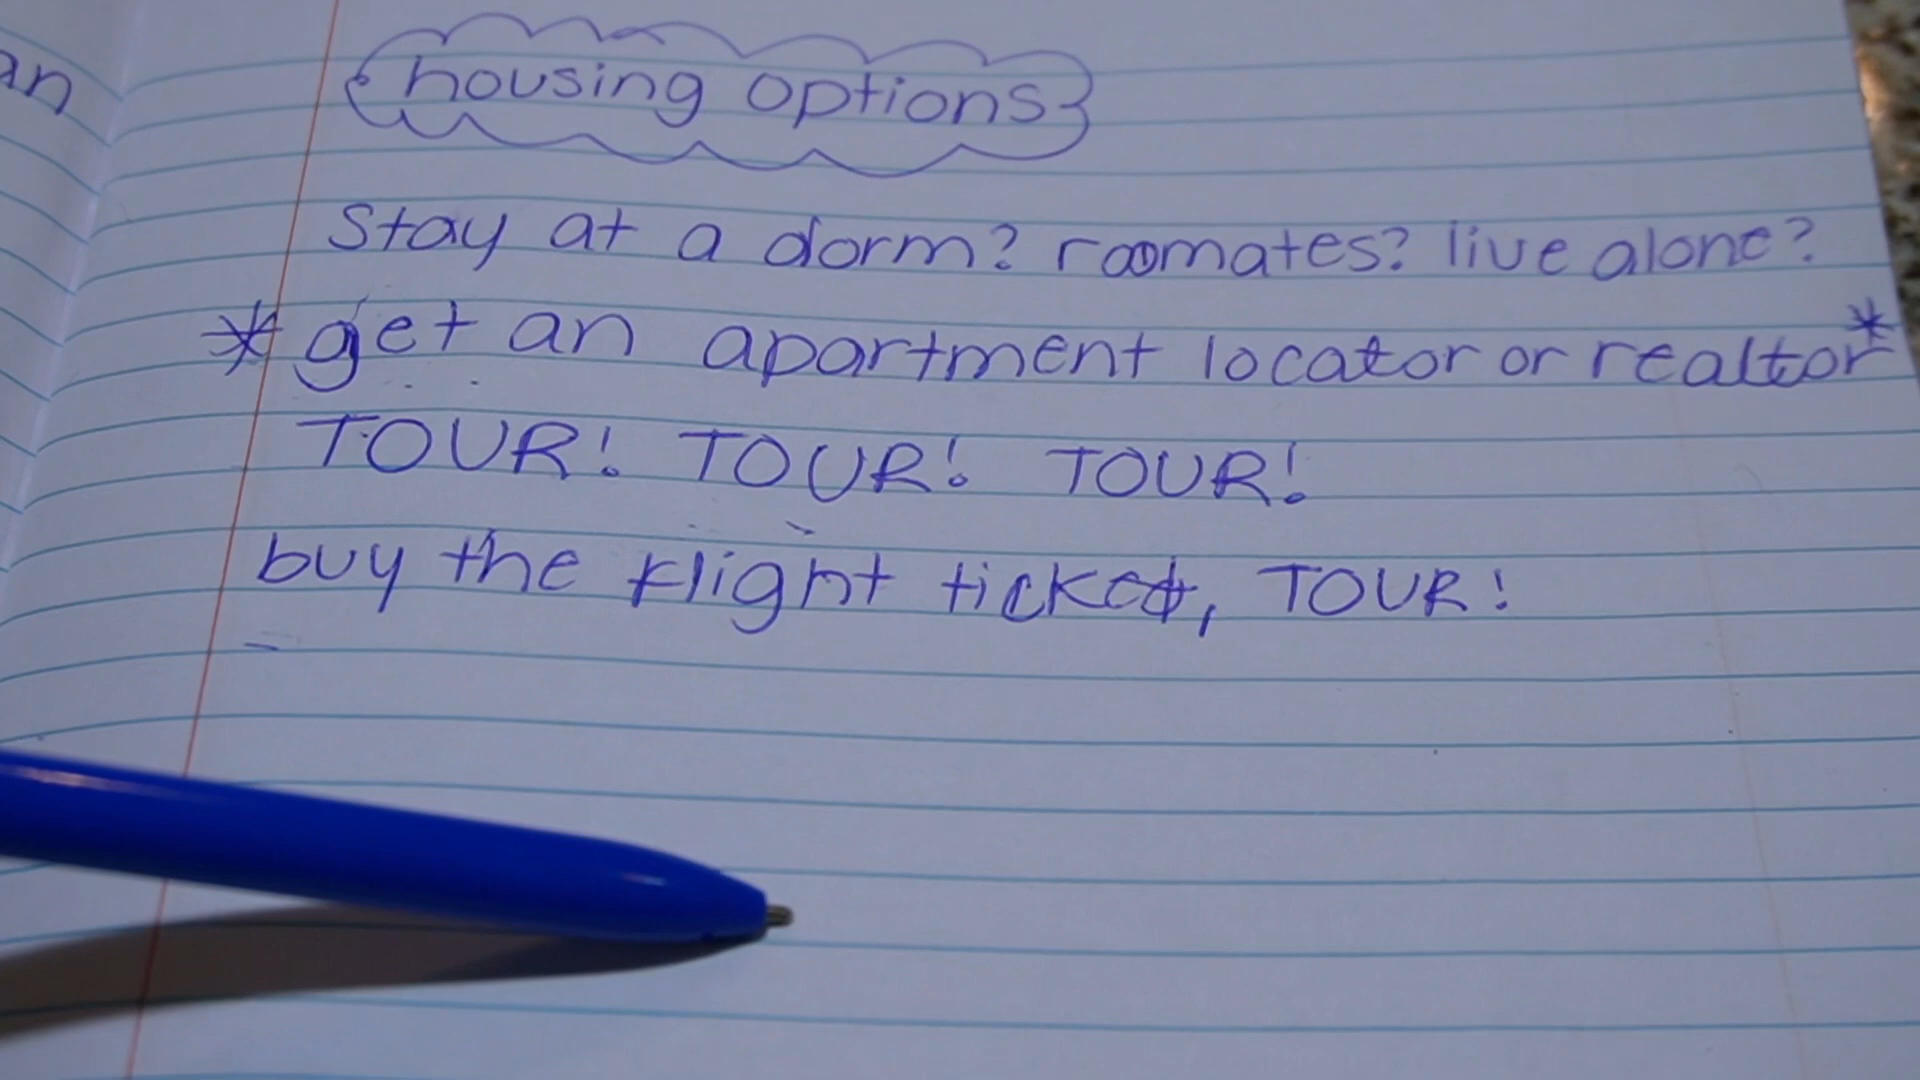 an
housing options
Stay at a dorm? roomates? live alone?
* get an apartment locator or realtor *
TOUR! TOUR! TOUR!
buy the flight ticket, TOUR!